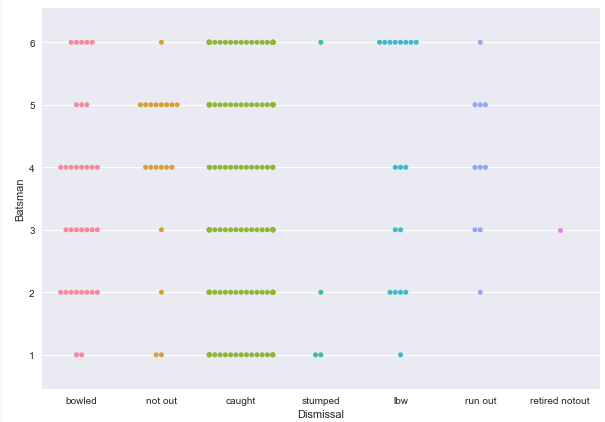 6
5
4
3
2
1
Batsman
bowled not out caught stumped lbw run out retired notout
Dismissal